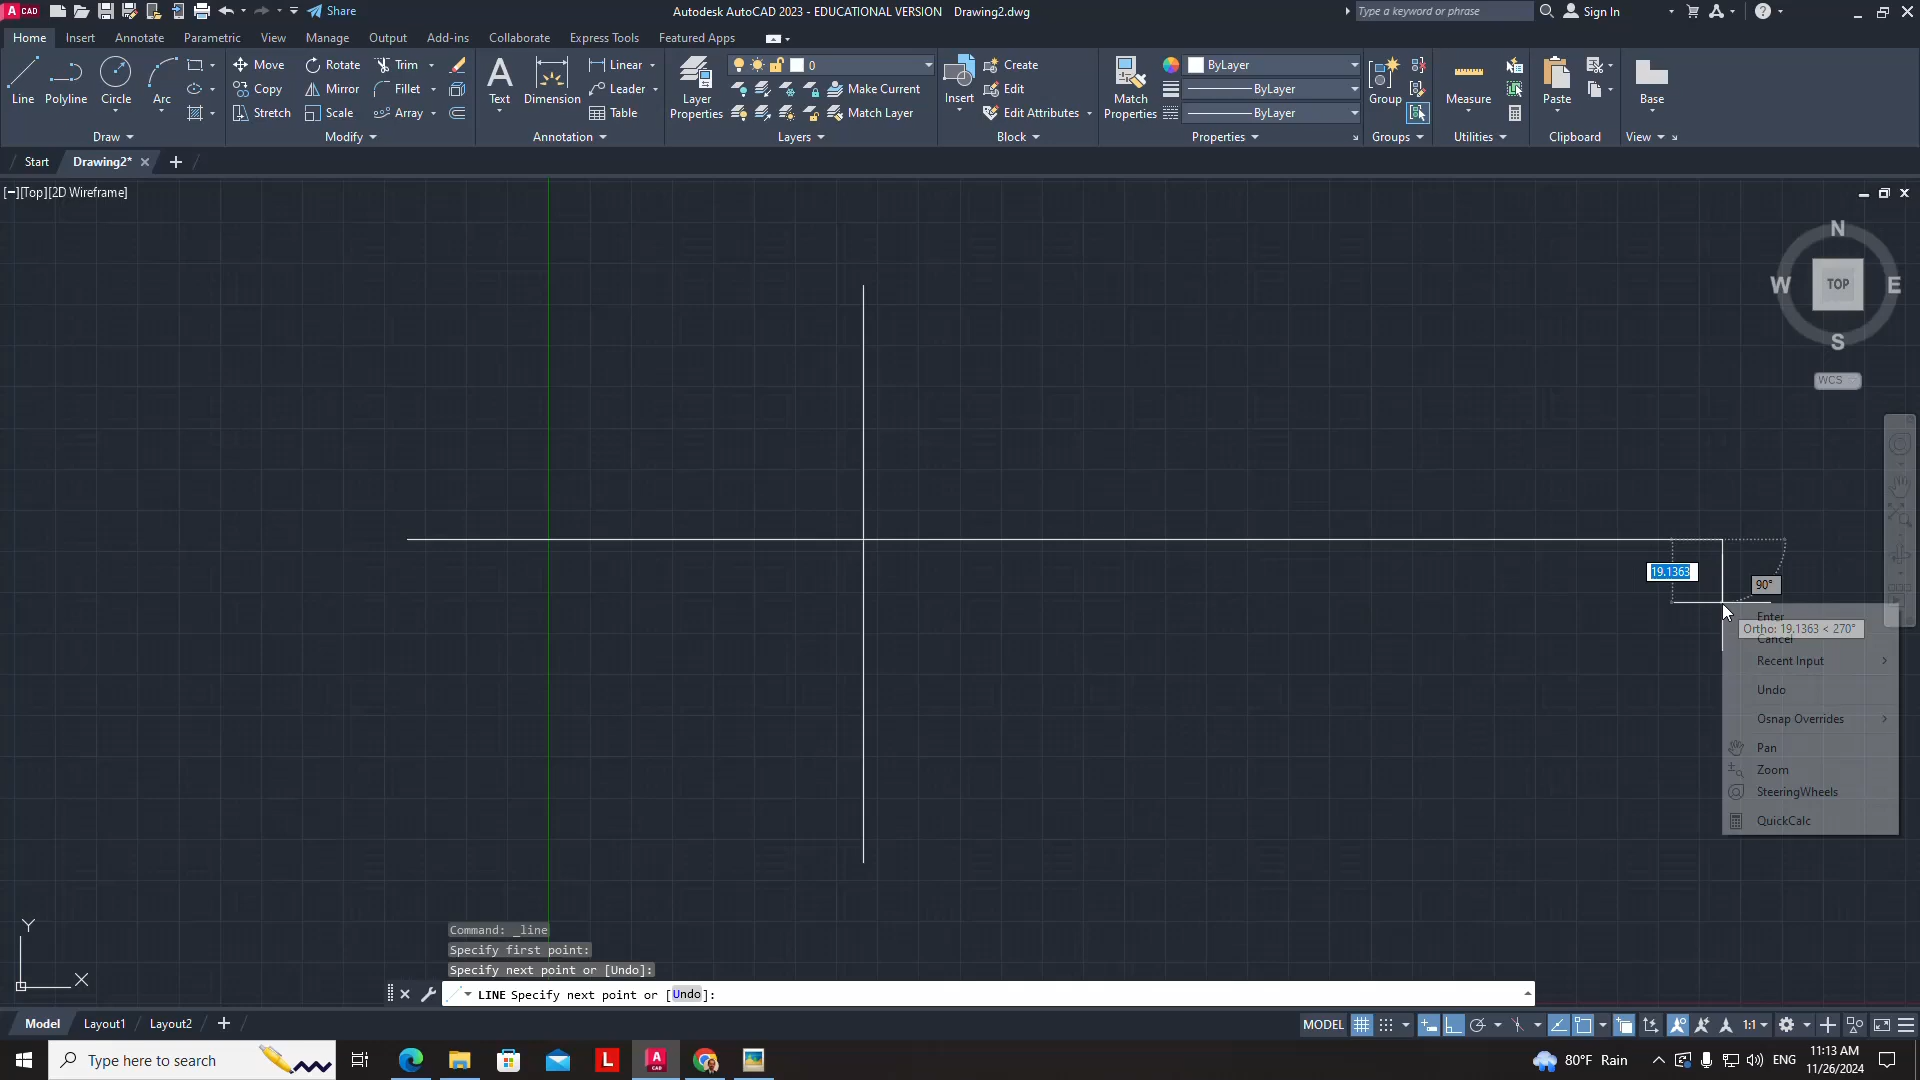 CAD
Share
Autodesk AutoCAD 2023 - EDUCATIONAL VERSION Drawing2.dwg
Type a keyword or phrase
Sign In
Home Insert Annotate Parametric View Manage Output Add-ins Collaborate Express Tools Featured Apps
Line Polyline Circle Arc
Move Rotate Trim
Copy Mirror Fillet
Stretch Scale Array
Text Dimension
Linear
Leader
Table
Layer Properties
0
Make Current
Match Layer
Insert
Create
Edit
Edit Attributes
Match Properties
ByLayer
ByLayer
ByLayer
Group
Measure
Paste
Base
Draw Modify Annotation Layers Block Properties Groups Utilities Clipboard View
Start Drawing2*
[−][Top][2D Wireframe]
N
W TOP E
S
WCS
19.1363
90°
Enter
Ortho: 19.1363 < 270°
Cancel
Recent Input
Undo
Osnap Overrides
Pan
Zoom
SteeringWheels
QuickCalc
Y
X
Command: _line
Specify first point:
Specify next point or [Undo]:
LINE Specify next point or [Undo]:
Model Layout1 Layout2
MODEL 1:1
Type here to search
L
A CAD
80°F Rain
ENG
11:13 AM
11/26/2024